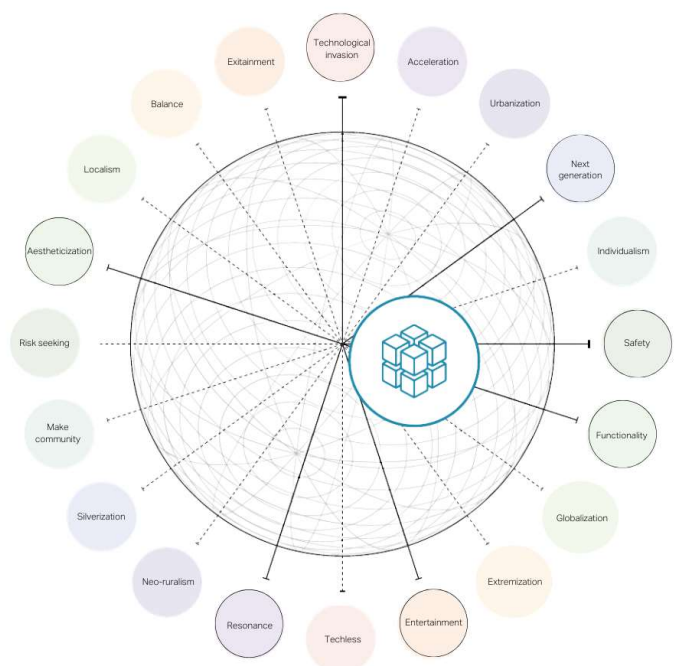 Technological
invasion
Exitainment
Acceleration
Balance
Urbanization
Localism
Next
generation
Aestheticization
Individualism
Risk seeking
Safety
Make
community
Functionality
Silverization
Globalization
Neo-ruralism
Extremization
Resonance
Entertainment
Techless